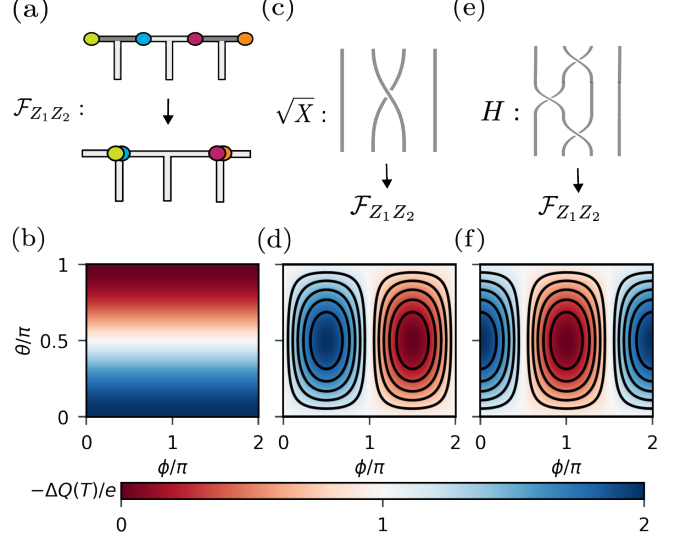 (a)
(c)
(e)
𝓕_{Z₁Z₂} :
√X :
H :
𝓕_{Z₁Z₂}
𝓕_{Z₁Z₂}
(b)
(d)
(f)
θ/π
1
0.5
0
0 1 2
0 1 2
0 1 2
ϕ/π
ϕ/π
ϕ/π
−ΔQ(T)/e
0 1 2